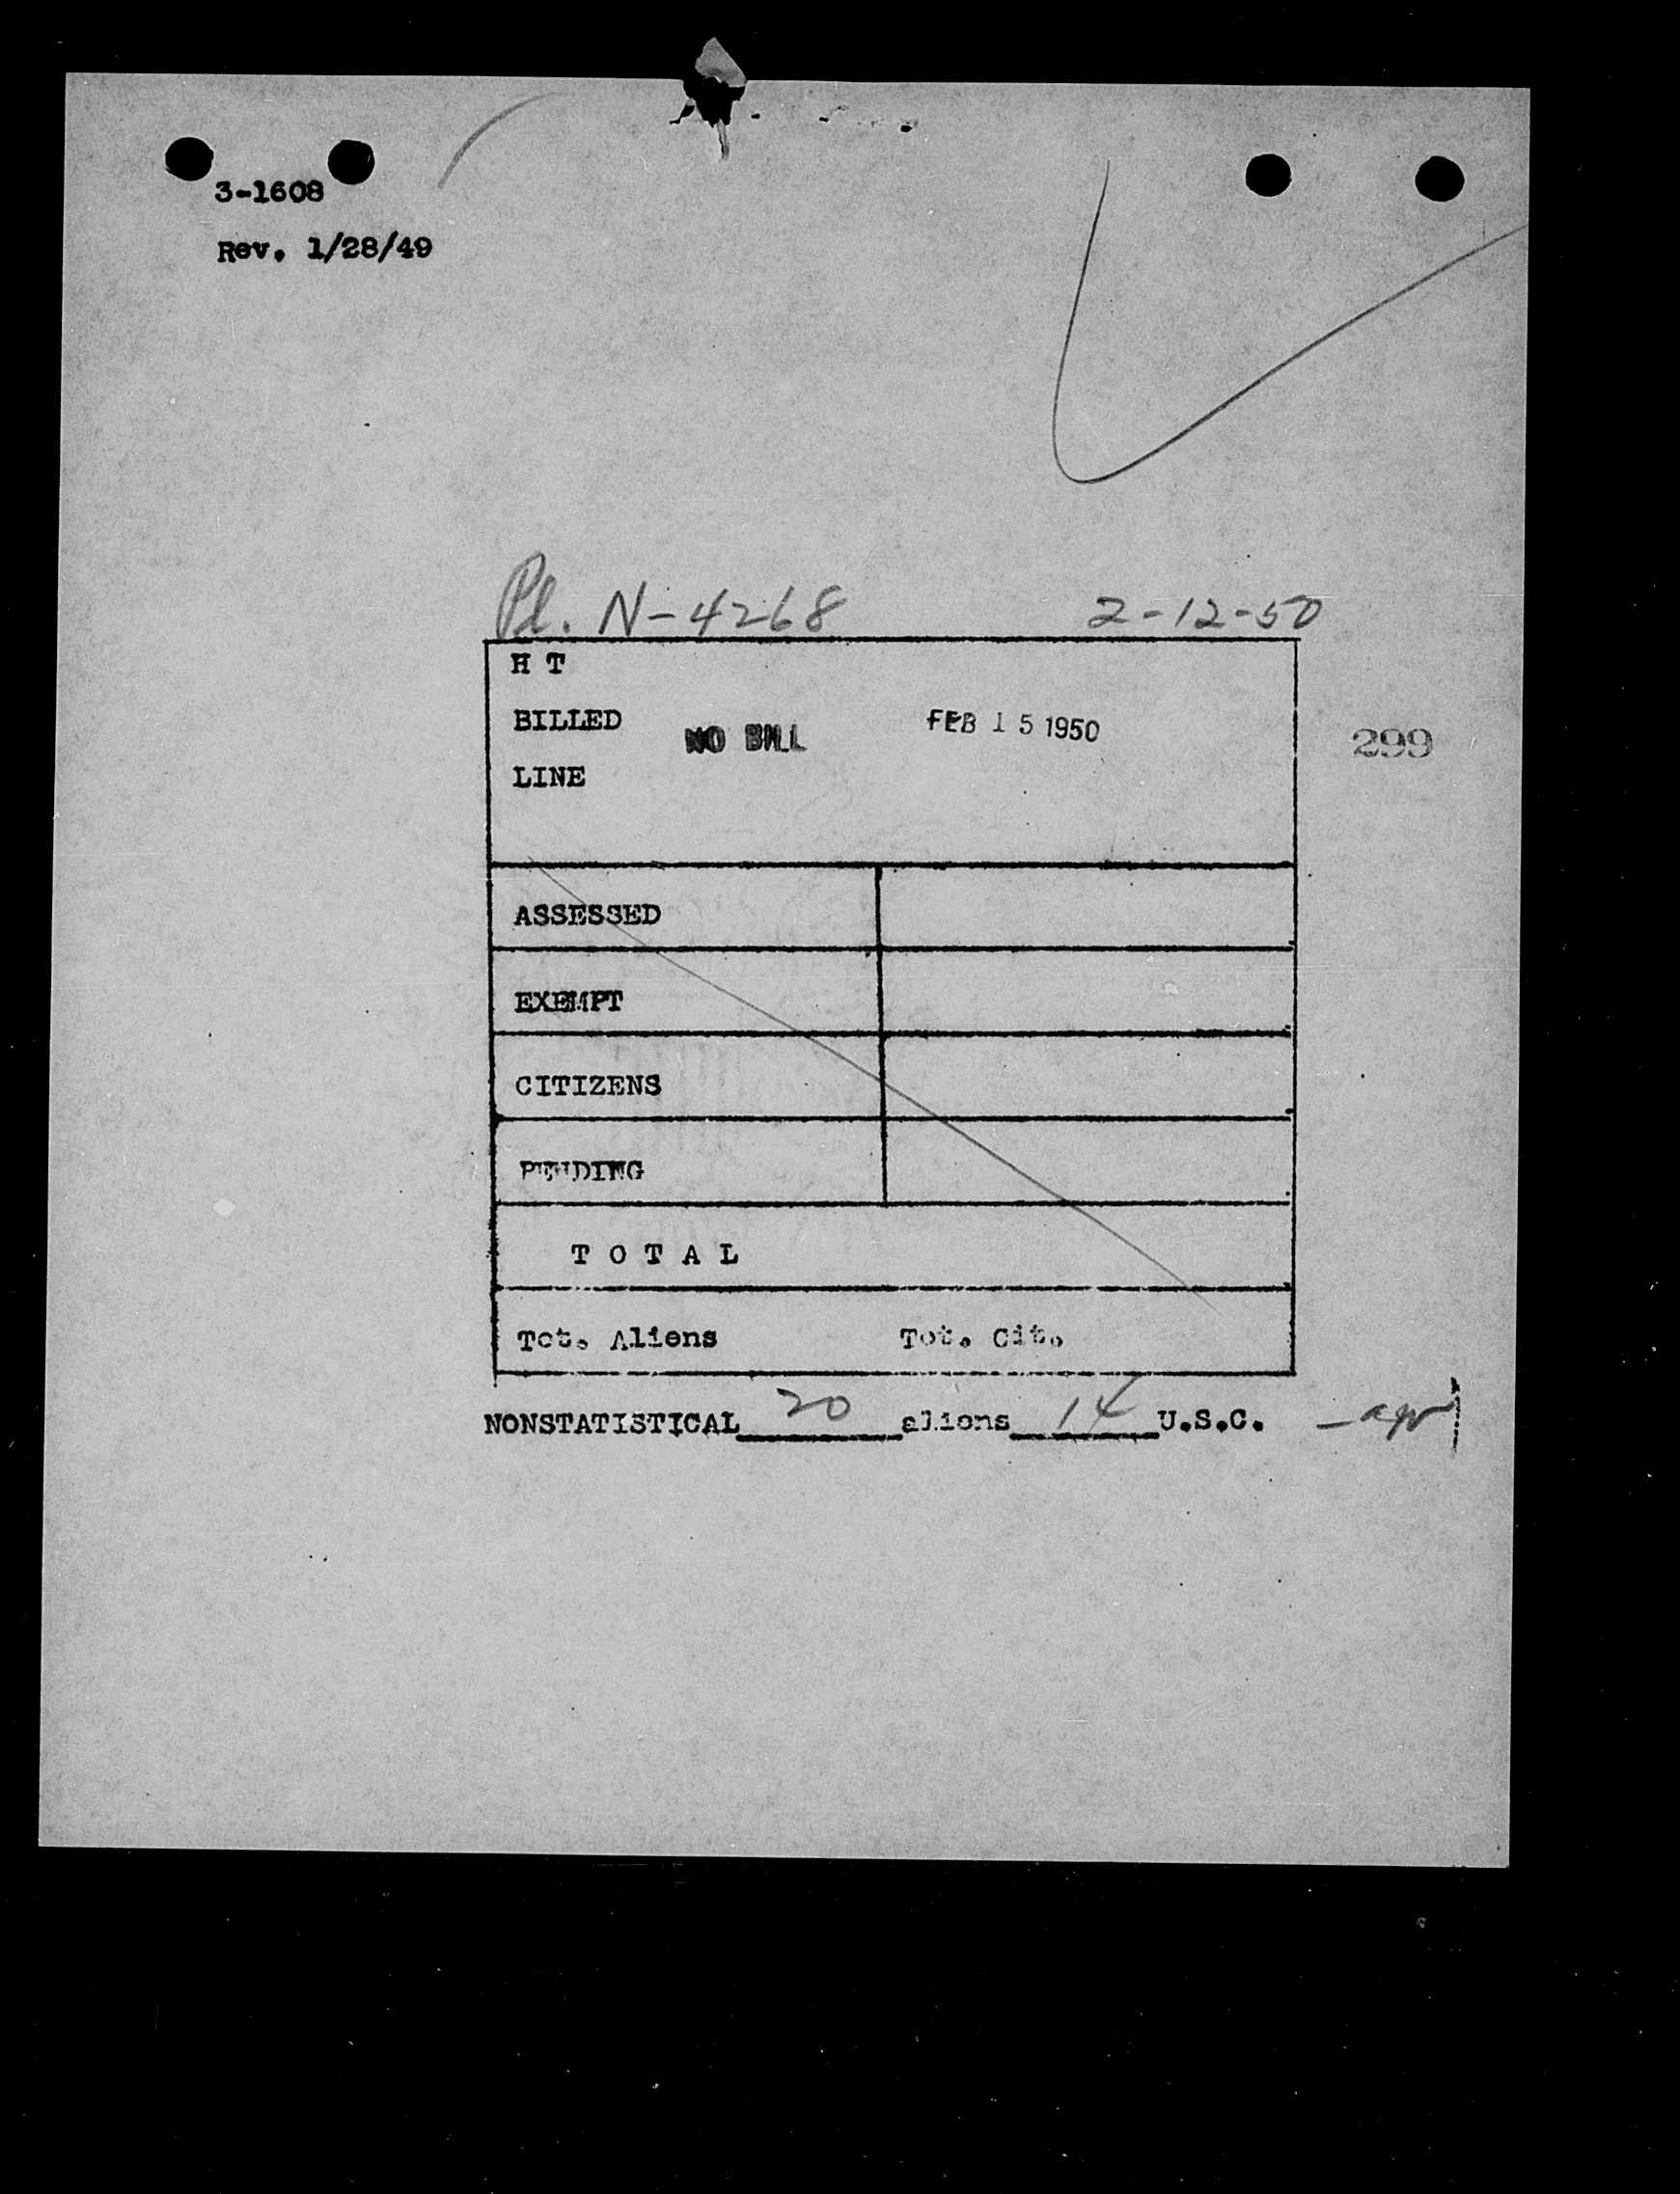 3-1608
Rev. 1/28/49
Pl. N-4268 2-12-50
H T
BILLED NO BILL FEB 15 1950
299
LINE
ASSESSED
EXEMPT
CITIZENS
PENDING
T O T A L
Tot. Aliens Tot. Cit.
NONSTATISTICAL 20 aliens 14 U.S.C.